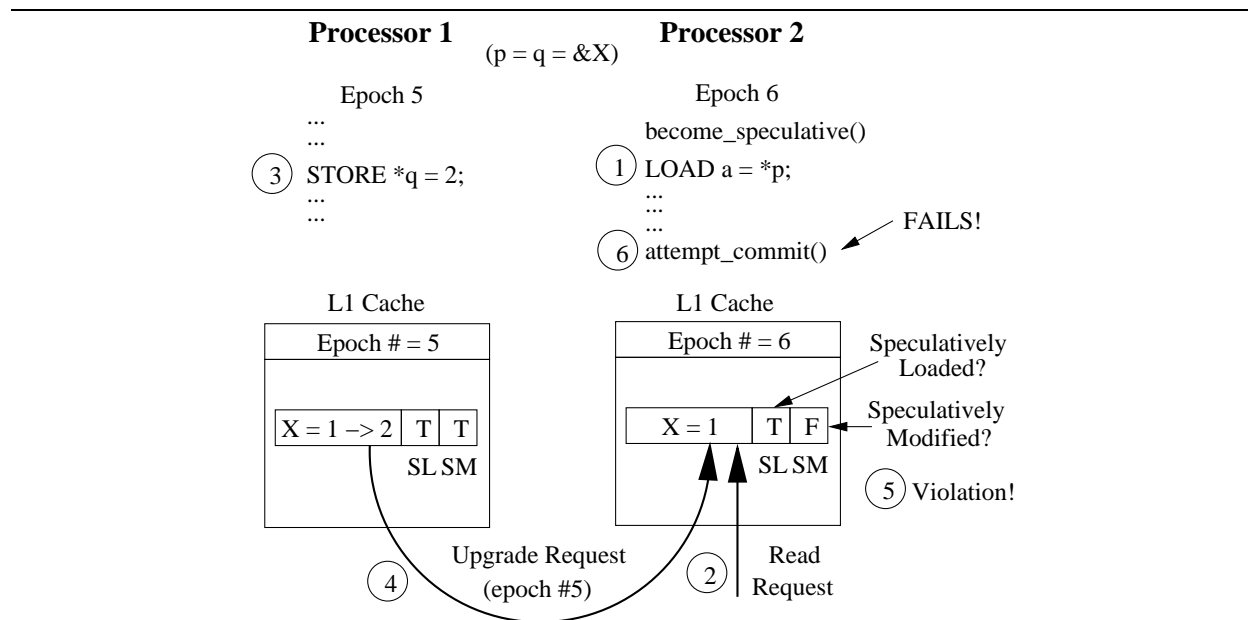 Processor 1
Processor 2
(p = q = &X)
Epoch 5
Epoch 6
...
...
become_speculative()
3 STORE *q = 2;
1 LOAD a = *p;
...
...
...
...
...
FAILS!
6 attempt_commit()
L1 Cache
L1 Cache
Epoch # = 5
Epoch # = 6
Speculatively
Loaded?
X = 1 –> 2 T T
X = 1 T F
Speculatively
Modified?
SL SM
SL SM
5 Violation!
4
Upgrade Request
(epoch #5)
2
Read
Request